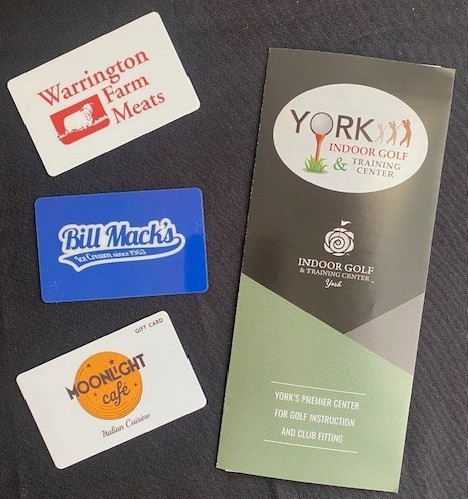 Warrington
Farm
Meats
Bill Mack's
Ice Cream since 1963
GIFT CARD
MOONLIGHT
cafe
Italian Cuisine
YORK
INDOOR GOLF
& TRAINING
CENTER
INDOOR GOLF
& TRAINING CENTER
York
YORK'S PREMIER CENTER
FOR GOLF INSTRUCTION
AND CLUB FITTING